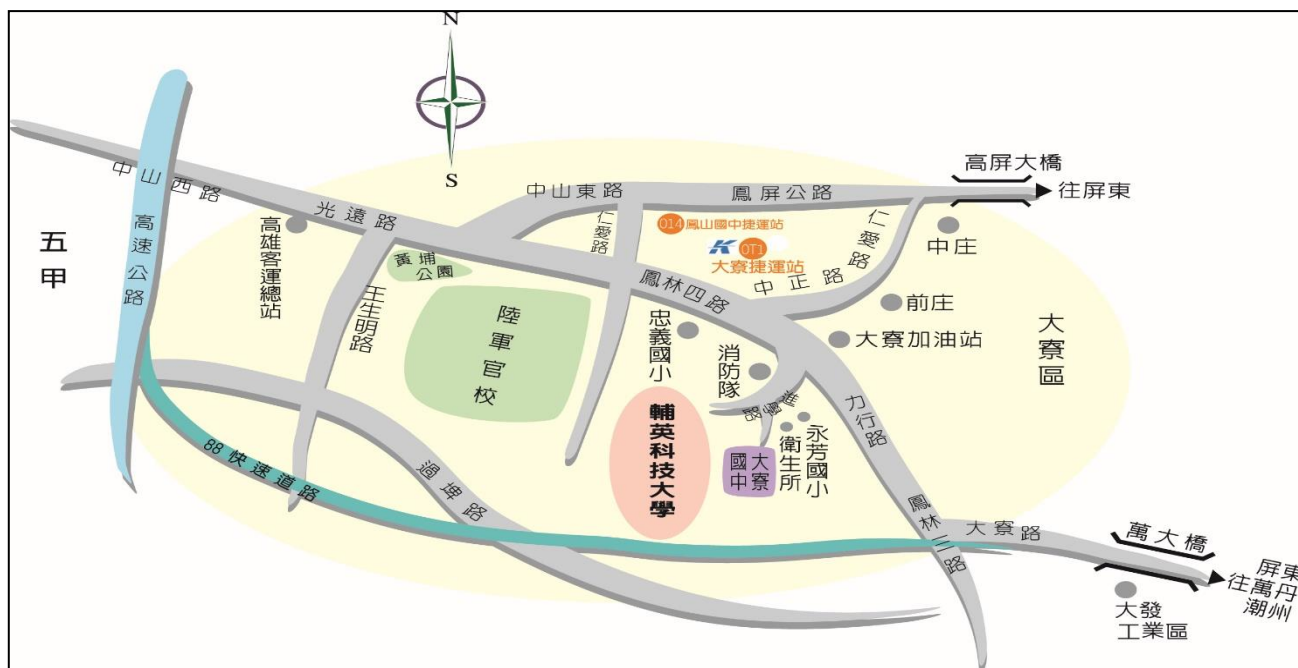 N
S
高屏大橋
往屏東
中山東路
鳳屏公路
中山西路
光遠路
仁愛路
O14鳳山國中捷運站
OT1
大寮捷運站
仁愛路
中庄
五甲
高速公路
高雄客運總站
黃埔
公園
王生明路
陸軍官校
鳳林四路
中正路
前庄
大寮加油站
大寮區
忠義國小
消防隊
進學路
力行路
輔英科技大學
大寮
國中
衛生所
永芳國小
88快速道路
過埤路
鳳林三路
大寮路
萬大橋
屏東
往萬丹
潮州
大發
工業區